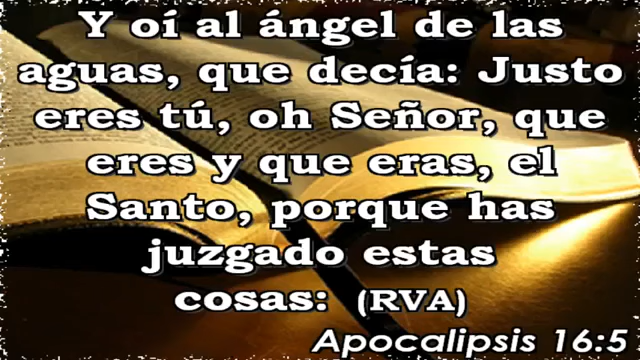 Y oí al ángel de las
aguas, que decía: Justo
eres tú, oh Señor, que
eres y que eras, el
Santo, porque has
juzgado estas
cosas: (RVA)
Apocalipsis 16:5